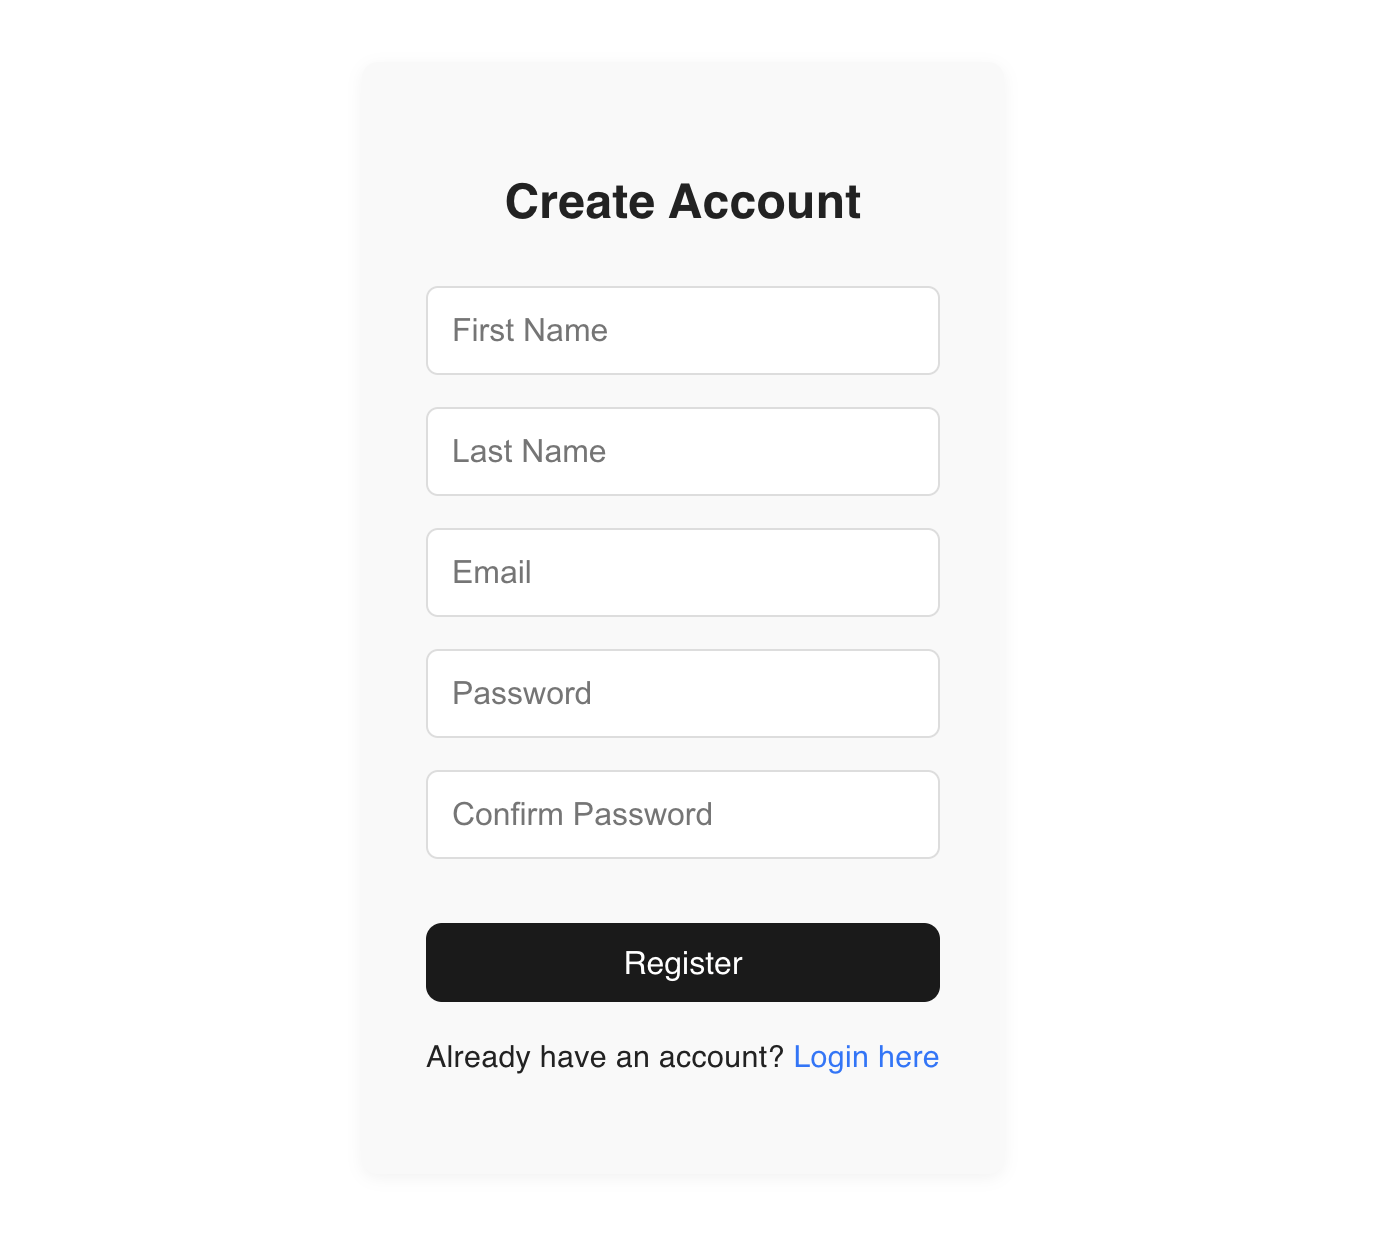 Create Account
First Name
Last Name
Email
Password
Confirm Password
Register
Already have an account? Login here